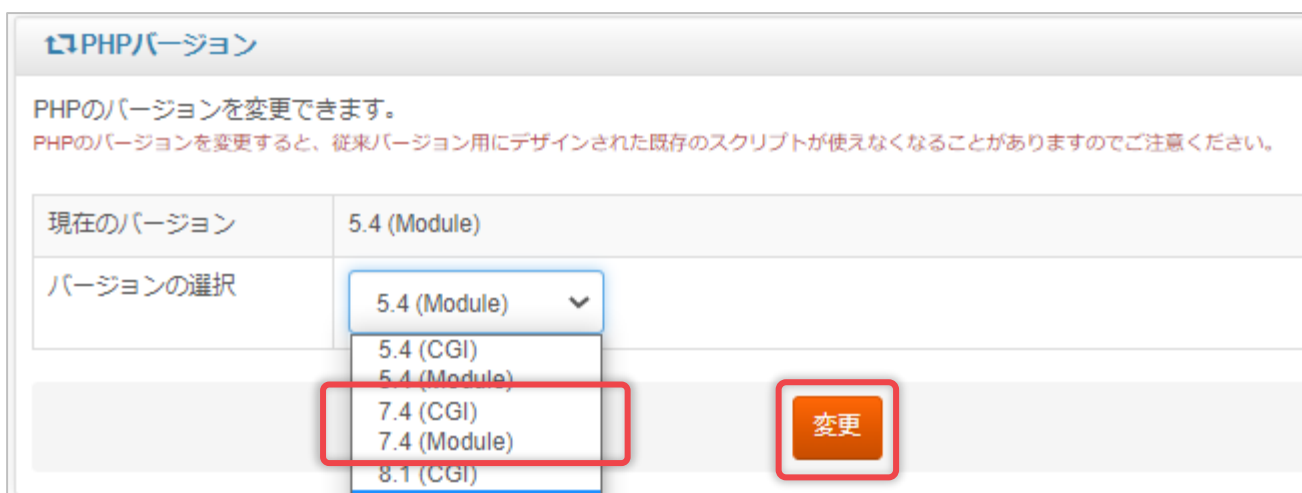 PHPバージョン
PHPのバージョンを変更できます。
PHPのバージョンを変更すると、従来バージョン用にデザインされた既存のスクリプトが使えなくなることがありますのでご注意ください。
現在のバージョン 5.4 (Module)
バージョンの選択 5.4 (Module)
5.4 (CGI)
5.4 (Module)
7.4 (CGI)
7.4 (Module)
8.1 (CGI)
変更